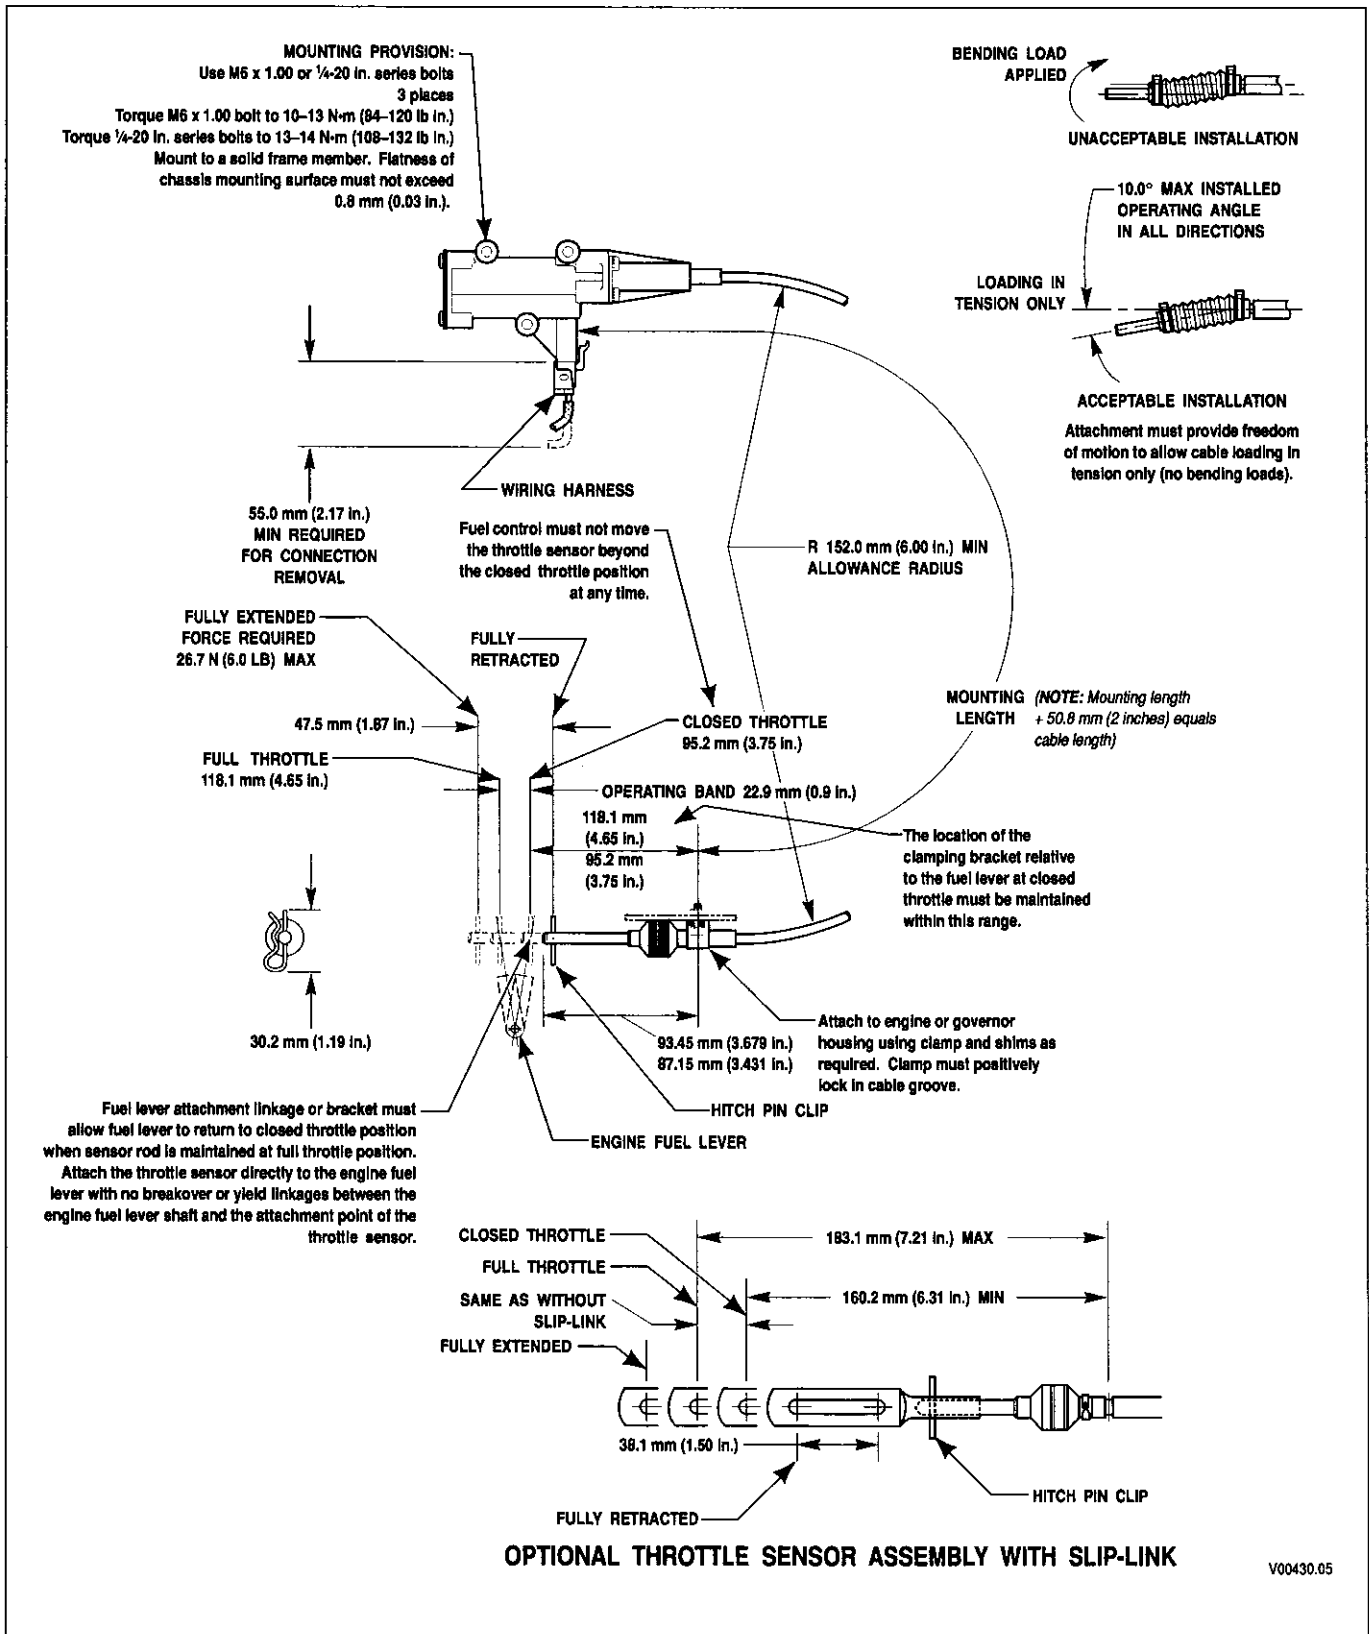 MOUNTING PROVISION:
Use M6 x 1.00 or ¼-20 in. series bolts
3 places
Torque M6 x 1.00 bolt to 10–13 N•m (84–120 lb in.)
Torque ¼-20 in. series bolts to 13–14 N•m (108–132 lb in.)
Mount to a solid frame member. Flatness of
chassis mounting surface must not exceed
0.8 mm (0.03 in.).
BENDING LOAD
APPLIED
UNACCEPTABLE INSTALLATION
10.0° MAX INSTALLED
OPERATING ANGLE
IN ALL DIRECTIONS
LOADING IN
TENSION ONLY
ACCEPTABLE INSTALLATION
Attachment must provide freedom
of motion to allow cable loading in
tension only (no bending loads).
WIRING HARNESS
55.0 mm (2.17 in.)
MIN REQUIRED
FOR CONNECTION
REMOVAL
Fuel control must not move
the throttle sensor beyond
the closed throttle position
at any time.
R 152.0 mm (6.00 in.) MIN
ALLOWANCE RADIUS
FULLY EXTENDED
FORCE REQUIRED
26.7 N (6.0 LB) MAX
FULLY
RETRACTED
47.5 mm (1.87 in.)
CLOSED THROTTLE
95.2 mm (3.75 in.)
MOUNTING LENGTH
(NOTE: Mounting length
+ 50.8 mm (2 inches) equals
cable length)
FULL THROTTLE
118.1 mm (4.65 in.)
OPERATING BAND 22.9 mm (0.9 in.)
118.1 mm
(4.65 in.)
95.2 mm
(3.75 in.)
The location of the
clamping bracket relative
to the fuel lever at closed
throttle must be maintained
within this range.
30.2 mm (1.19 in.)
93.45 mm (3.679 in.)
87.15 mm (3.431 in.)
Attach to engine or governor
housing using clamp and shims as
required. Clamp must positively
lock in cable groove.
HITCH PIN CLIP
ENGINE FUEL LEVER
Fuel lever attachment linkage or bracket must
allow fuel lever to return to closed throttle position
when sensor rod is maintained at full throttle position.
Attach the throttle sensor directly to the engine fuel
lever with no breakover or yield linkages between the
engine fuel lever shaft and the attachment point of the
throttle sensor.
CLOSED THROTTLE
183.1 mm (7.21 in.) MAX
FULL THROTTLE
160.2 mm (6.31 in.) MIN
SAME AS WITHOUT
SLIP-LINK
FULLY EXTENDED
38.1 mm (1.50 in.)
HITCH PIN CLIP
FULLY RETRACTED
OPTIONAL THROTTLE SENSOR ASSEMBLY WITH SLIP-LINK
V00430.05